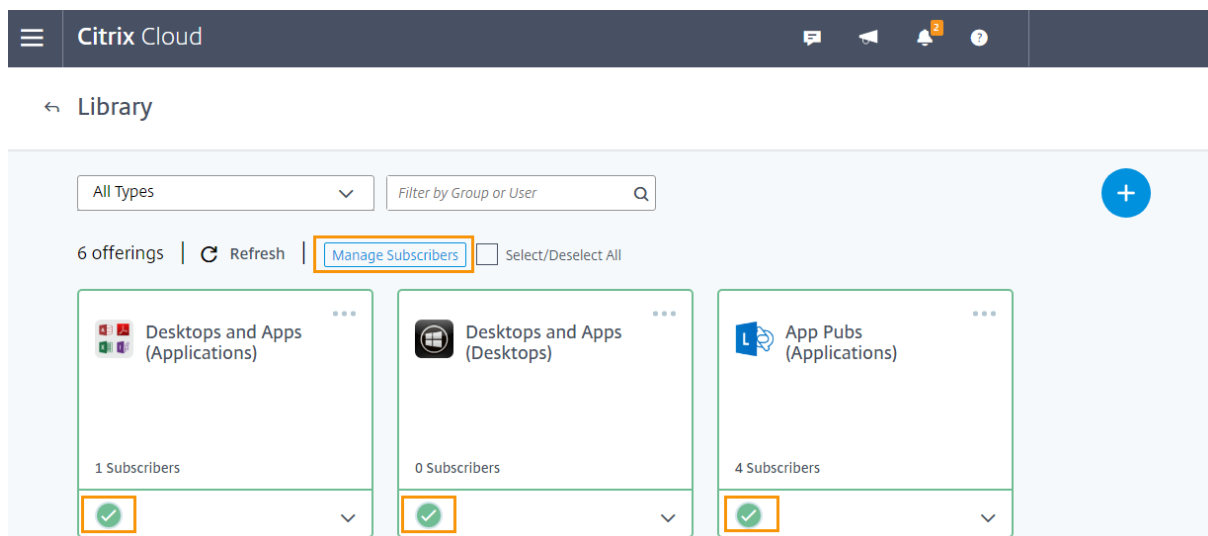 Citrix Cloud
2
?
Library
All Types
Filter by Group or User
6 offerings | Refresh | Manage Subscribers Select/Deselect All
Desktops and Apps
(Applications)
1 Subscribers
Desktops and Apps
(Desktops)
0 Subscribers
L
App Pubs
(Applications)
4 Subscribers